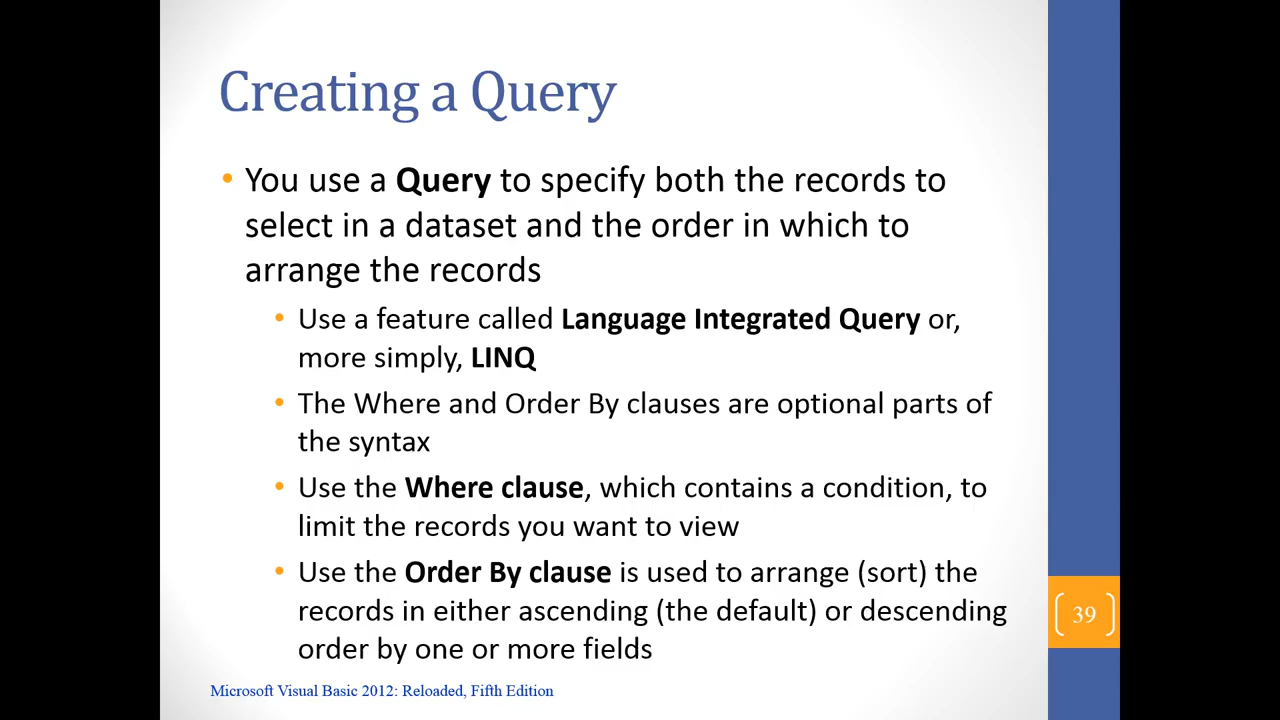 Creating a Query
• You use a Query to specify both the records to
select in a dataset and the order in which to
arrange the records
• Use a feature called Language Integrated Query or,
more simply, LINQ
• The Where and Order By clauses are optional parts of
the syntax
• Use the Where clause, which contains a condition, to
limit the records you want to view
• Use the Order By clause is used to arrange (sort) the
records in either ascending (the default) or descending
order by one or more fields
39
Microsoft Visual Basic 2012: Reloaded, Fifth Edition